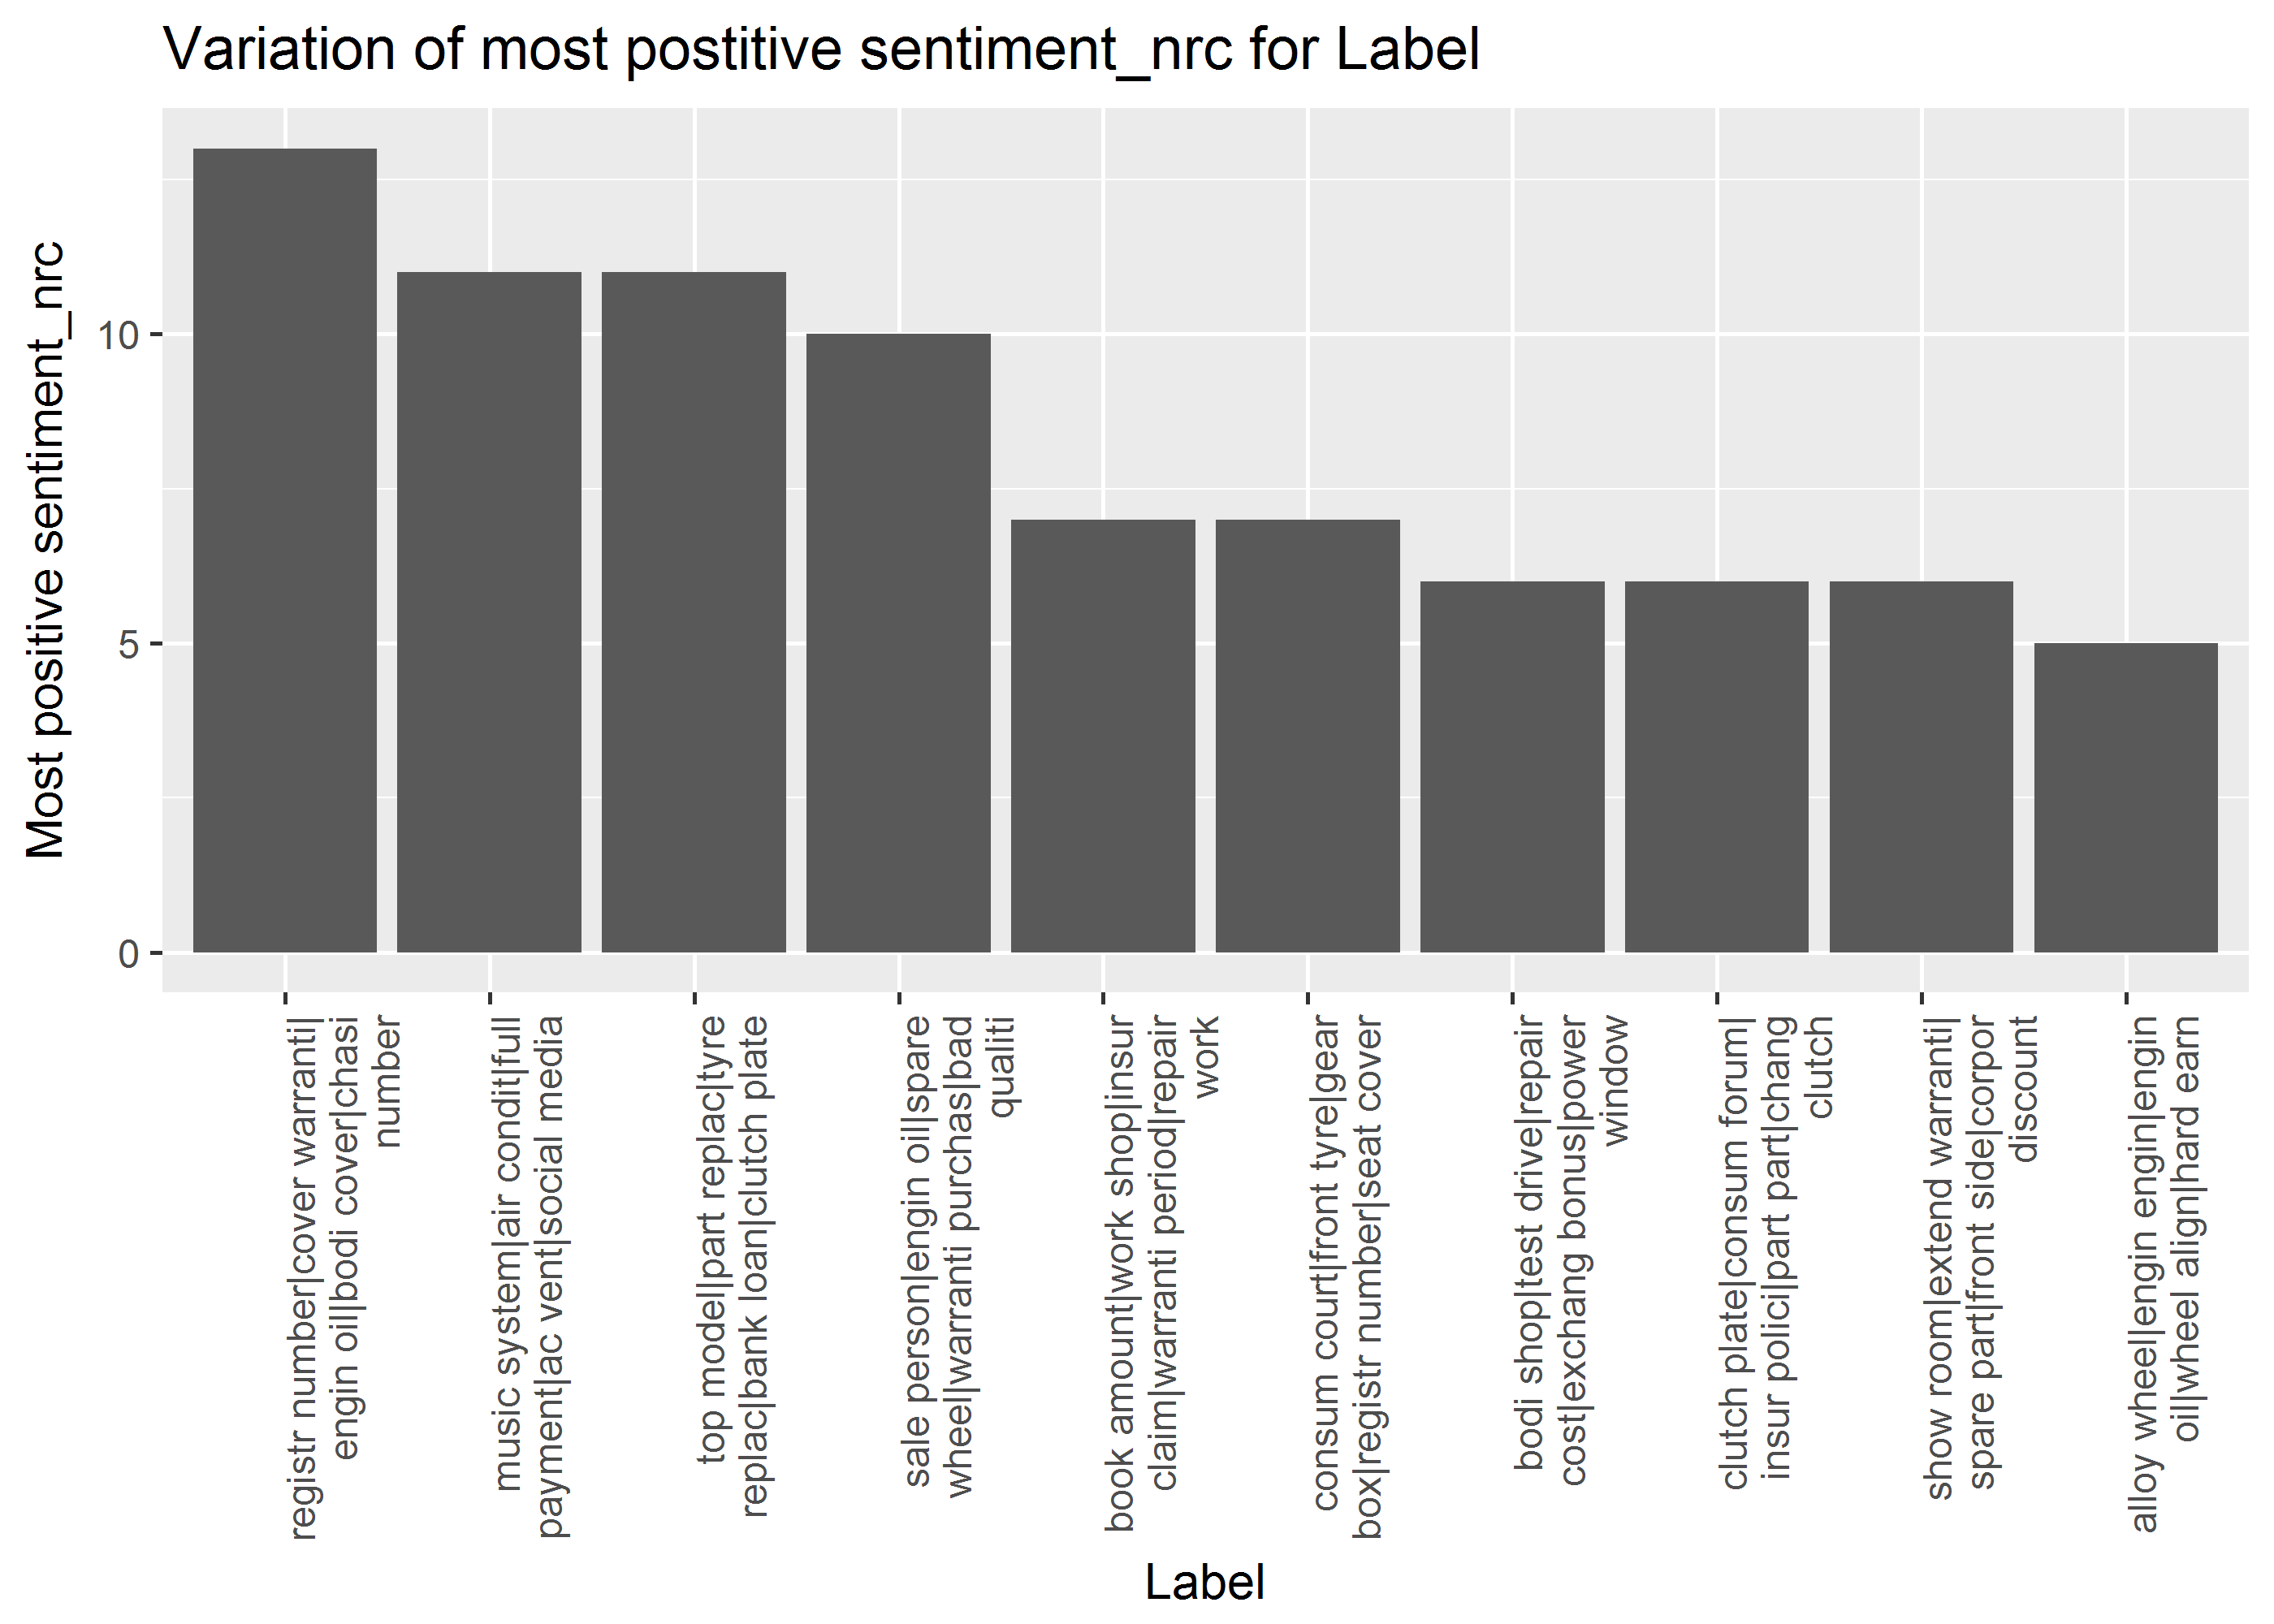 Variation of most postitive sentiment_nrc for Label
Most positive sentiment_nrc
10
5
0
registr number|cover warranti|
engin oil|bodi cover|chasi
number
music system|air condit|full
payment|ac vent|social media
top model|part replac|tyre
replac|bank loan|clutch plate
sale person|engin oil|spare
wheel|warranti purchas|bad
qualiti
book amount|work shop|insur
claim|warranti period|repair
work
consum court|front tyre|gear
box|registr number|seat cover
bodi shop|test drive|repair
cost|exchang bonus|power
window
clutch plate|consum forum|
insur polici|part part|chang
clutch
show room|extend warranti|
spare part|front side|corpor
discount
alloy wheel|engin engin|engin
oil|wheel align|hard earn
Label